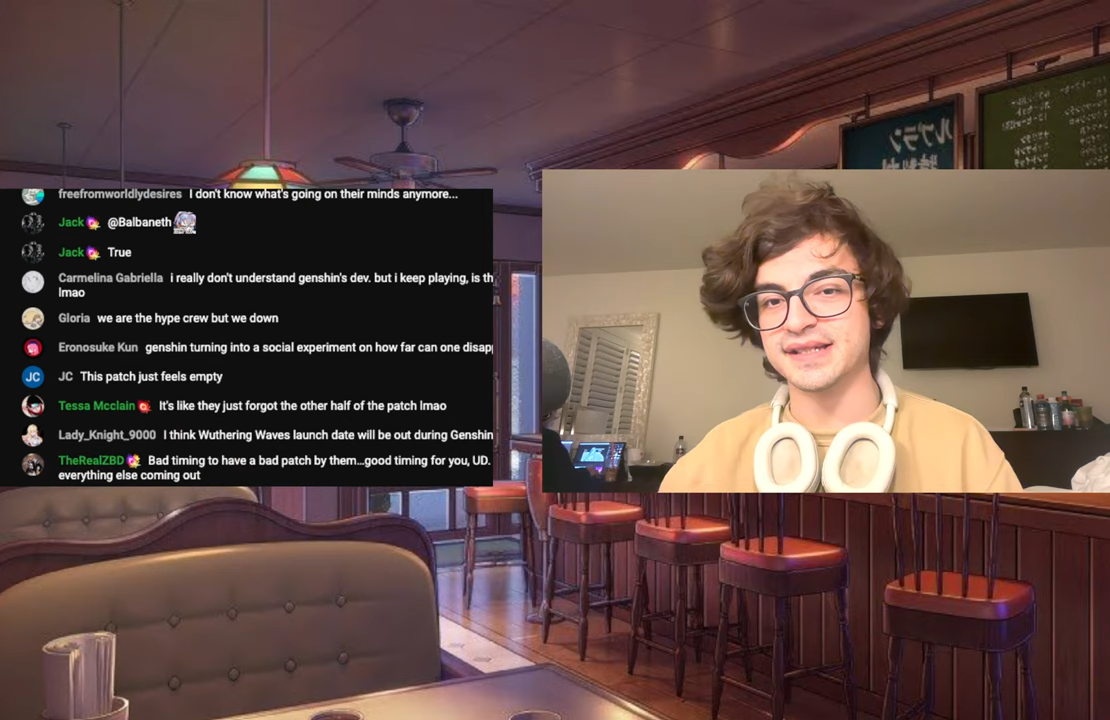 freefromworldlydesires I don't know what's going on their minds anymore...
Jack @Balbaneth
Jack True
Carmelina Gabriella i really don't understand genshin's dev. but i keep playing, is th
lmao
Gloria we are the hype crew but we down
Eronosuke Kun genshin turning into a social experiment on how far can one disap
JC JC This patch just feels empty
Tessa Mcclain It's like they just forgot the other half of the patch lmao
Lady_Knight_9000 I think Wuthering Waves launch date will be out during Genshin
TheRealZBD Bad timing to have a bad patch by them...good timing for you, UD.
everything else coming out
ルブラン